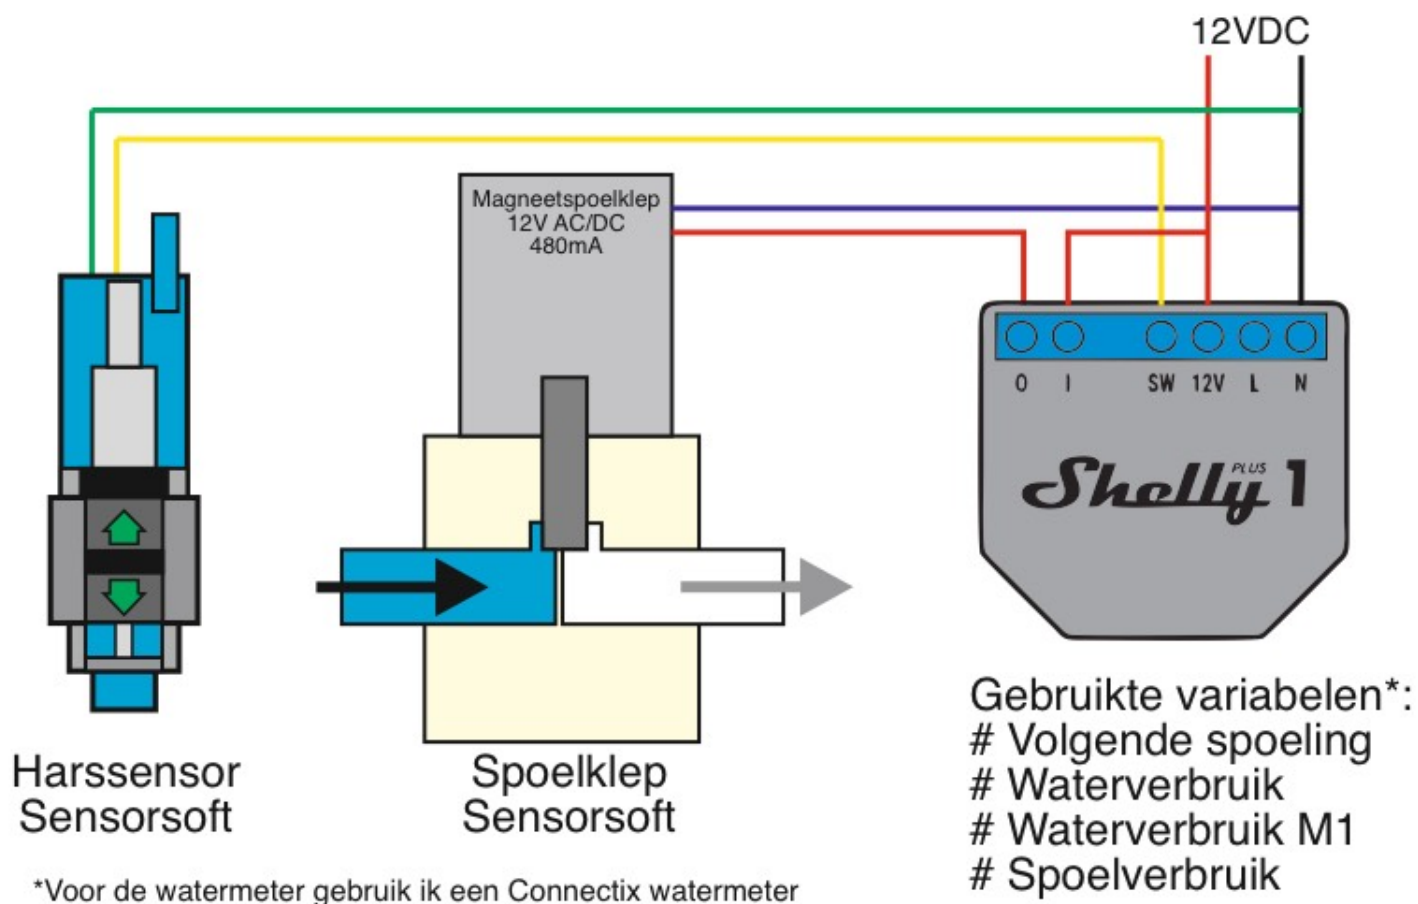 12VDC
Magneetspoelklep
12V AC/DC
480mA
O I SW 12V L N
Shelly PLUS 1
Harssensor
Sensorsoft
Spoelklep
Sensorsoft
Gebruikte variabelen*:
# Volgende spoeling
# Waterverbruik
# Waterverbruik M1
# Spoelverbruik
*Voor de watermeter gebruik ik een Connectix watermeter